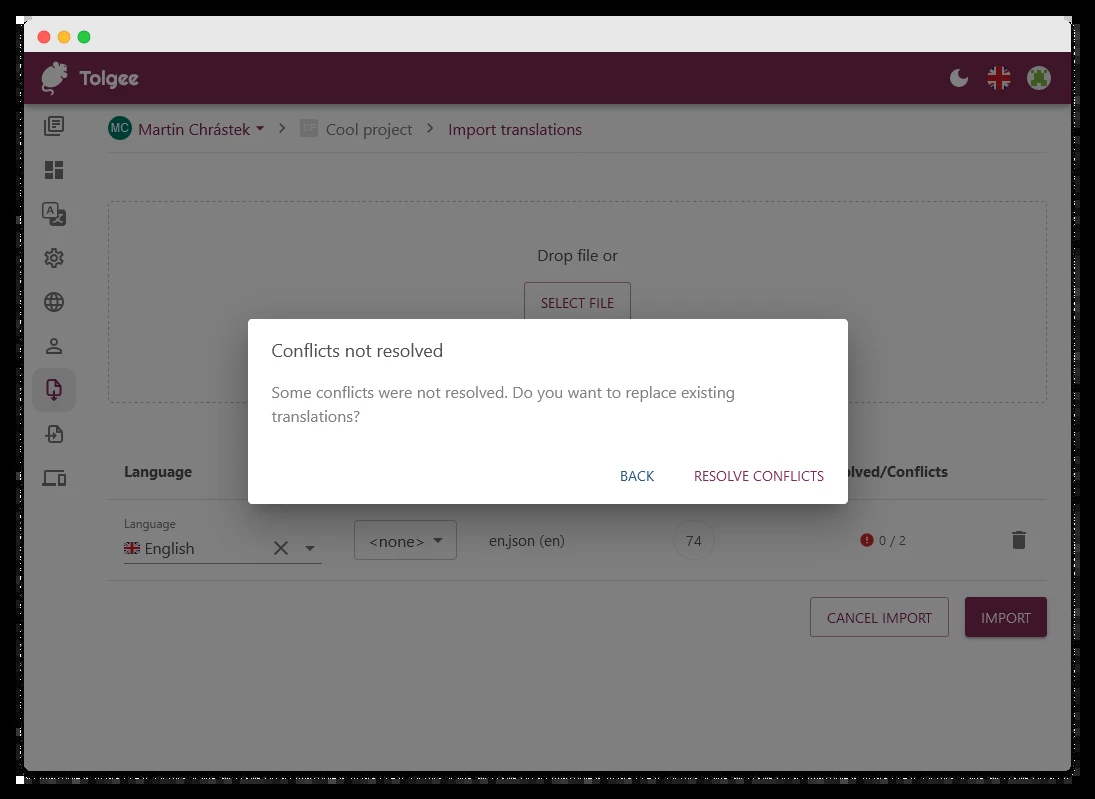 Tolgee
MC Martin Chrástek > CP Cool project > Import translations
Drop file or
SELECT FILE
Conflicts not resolved
Some conflicts were not resolved. Do you want to replace existing
translations?
BACK RESOLVE CONFLICTS
Language olved/Conflicts
Language
English <none> en.json (en) 74 0 / 2
CANCEL IMPORT IMPORT